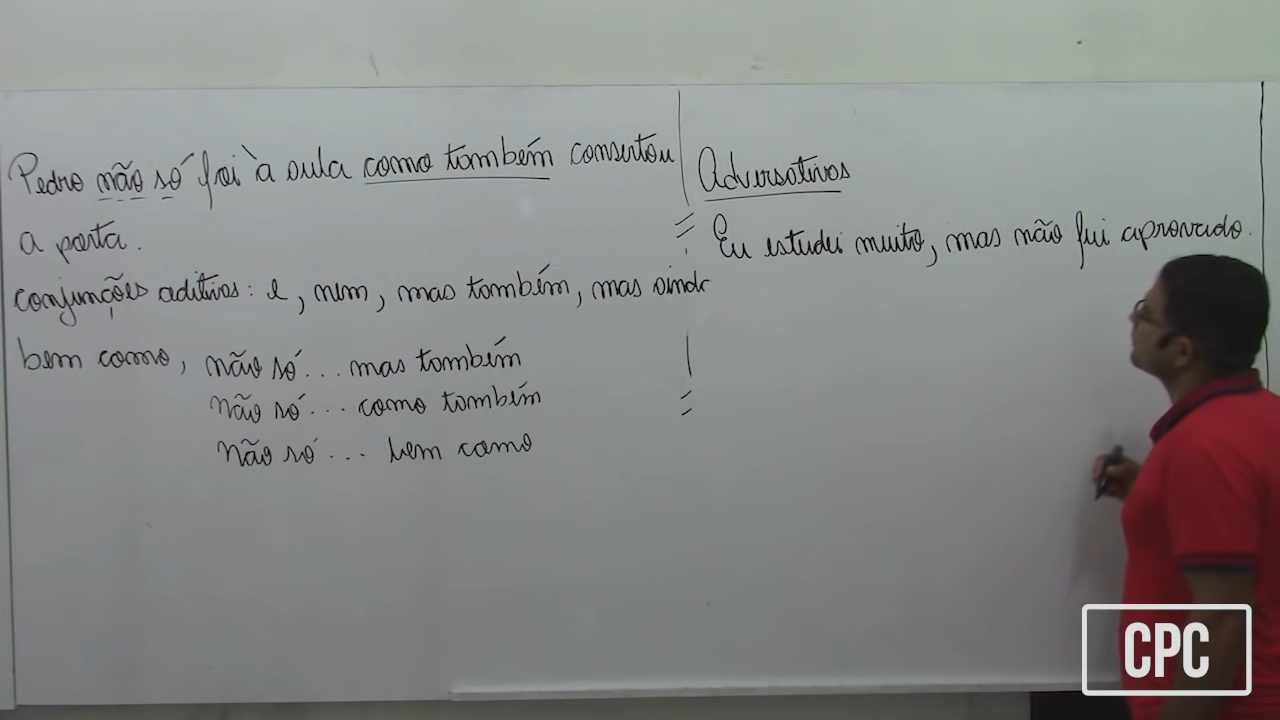 Pedro não só foi à aula como também consertou
a porta.
conjunções aditivas: e, nem, mas também, mas ainda
bem como, não só... mas também
não só... como também
não só... bem como
Adversativas
Eu estudei muito, mas não fui aprovado.
CPC